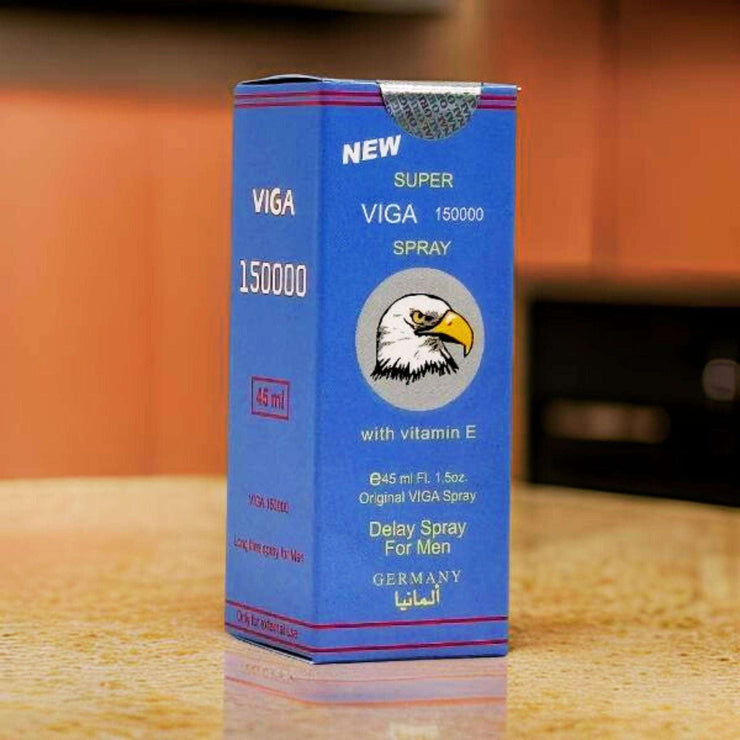 VIGA
150000
45 ml
VIGA 150000
Long time spray for Men
Only for external use
NEW
SUPER
VIGA 150000
SPRAY
with vitamin E
e45 ml Fl. 1.5oz.
Original VIGA Spray
Delay Spray
For Men
GERMANY
ألمانيا